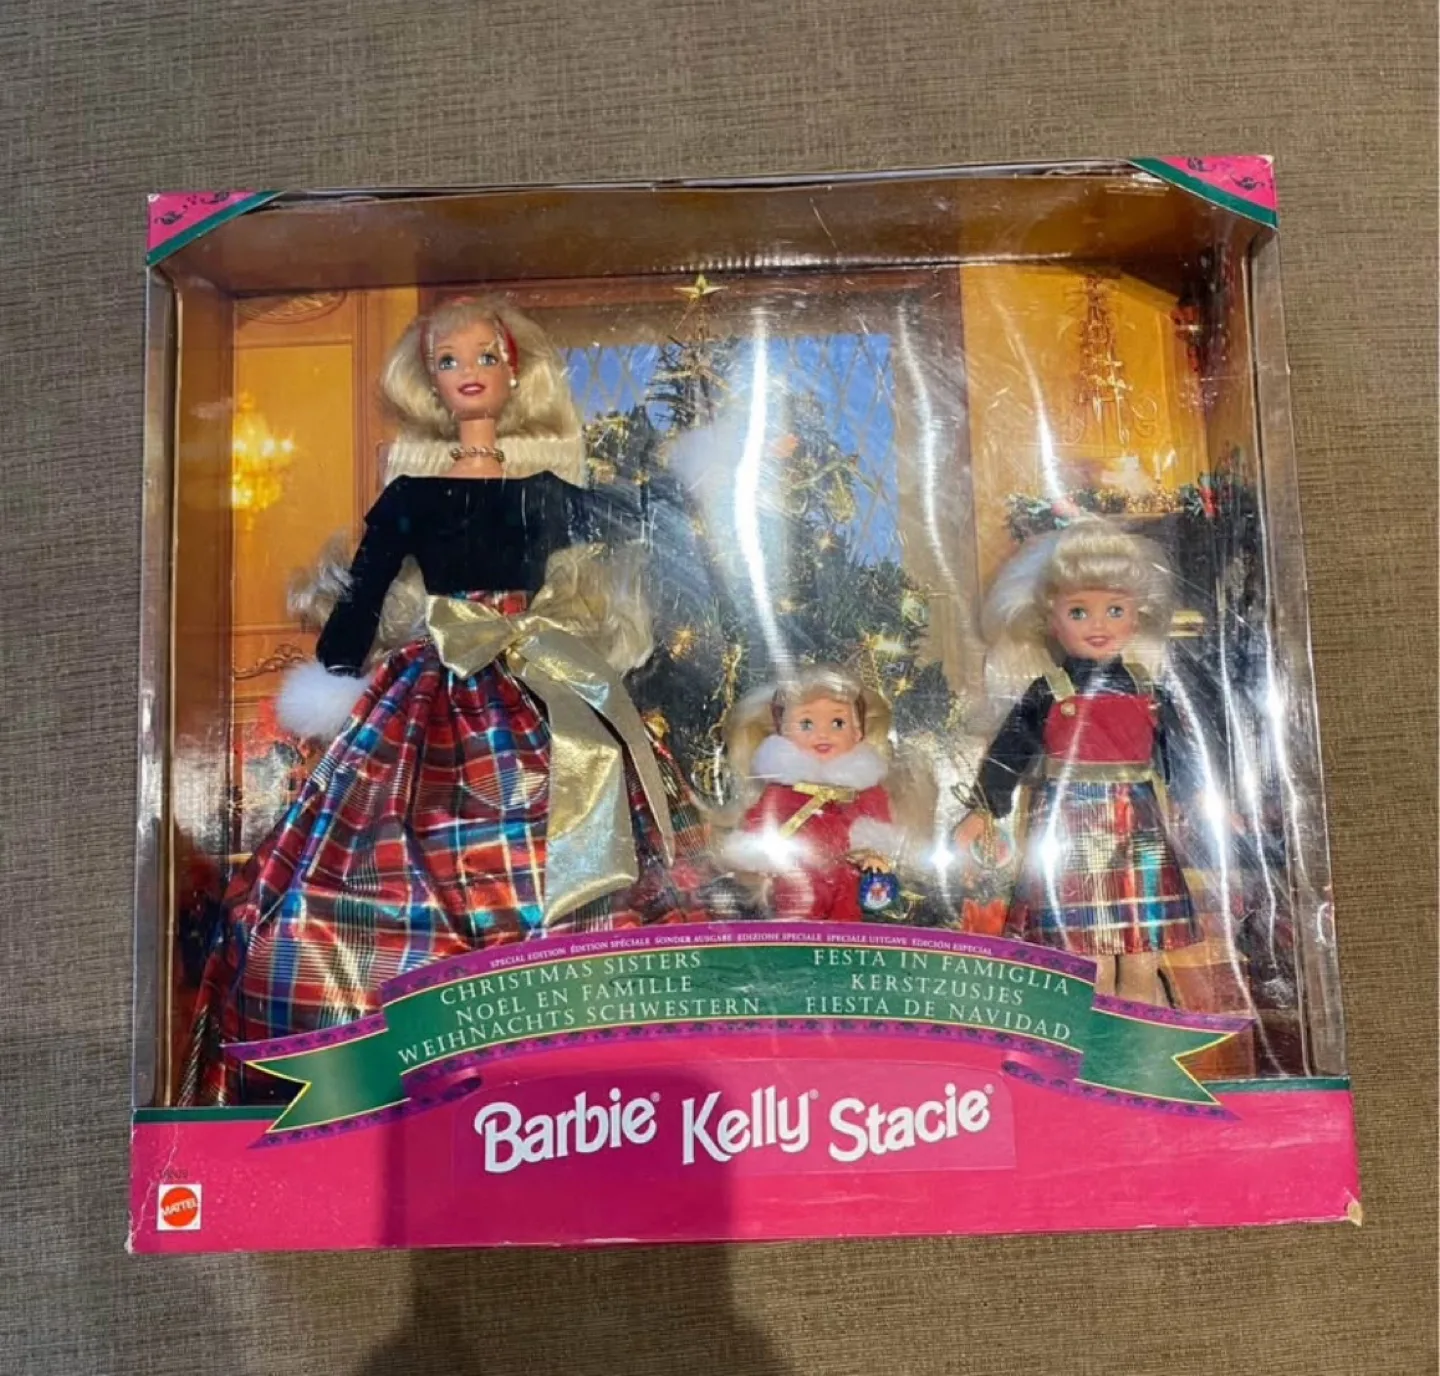 SPECIAL EDITION ÉDITION SPÉCIALE SONDER AUSGABE EDIZIONE SPECIALE SPECIALE UITGAVE EDICIÓN ESPECIAL
CHRISTMAS SISTERS
NOËL EN FAMILLE
WEIHNACHTS SCHWESTERN
FESTA IN FAMIGLIA
KERSTZUSJES
FIESTA DE NAVIDAD
Barbie® Kelly® Stacie®
MATTEL